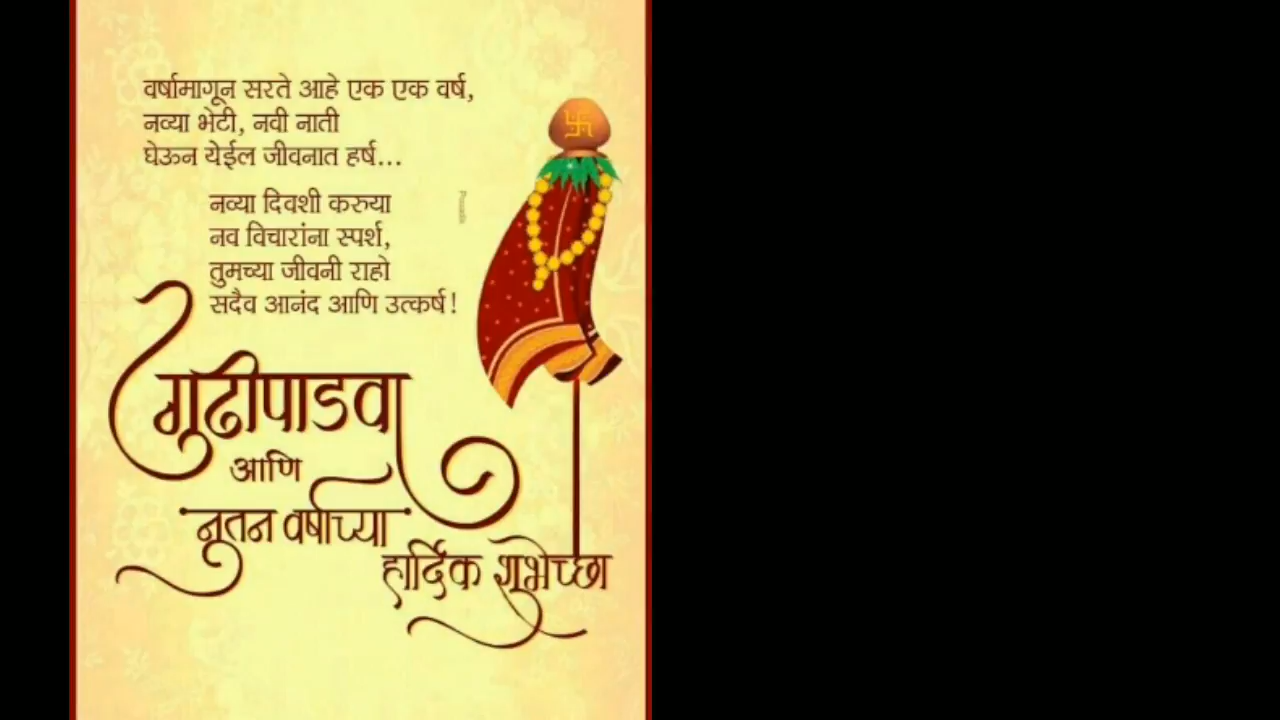 वर्षामागून सरते आहे एक एक वर्ष,
नव्या भेटी, नवी नाती
घेऊन येईल जीवनात हर्ष...
नव्या दिवशी करुया
नव विचारांना स्पर्श,
तुमच्या जीवनी राहो
सदैव आनंद आणि उत्कर्ष!
गुढीपाडवा
आणि
नुतन वर्षाच्या
हार्दिक शुभेच्छा